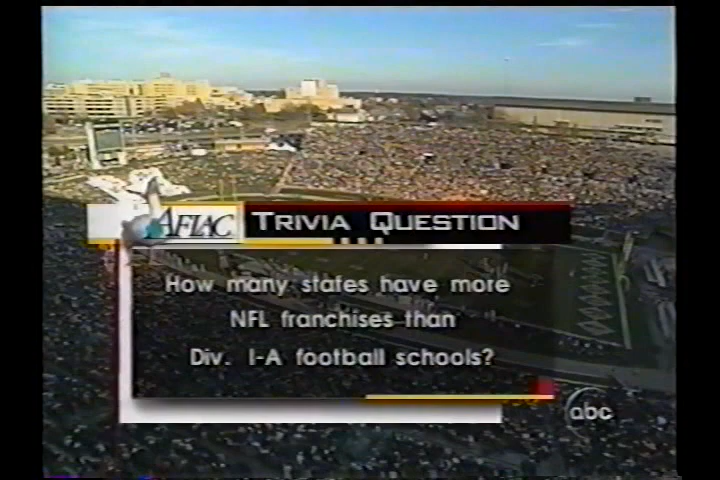 AFLAC TRIVIA QUESTION
How many states have more
NFL franchises than
Div. I-A football schools?
abc